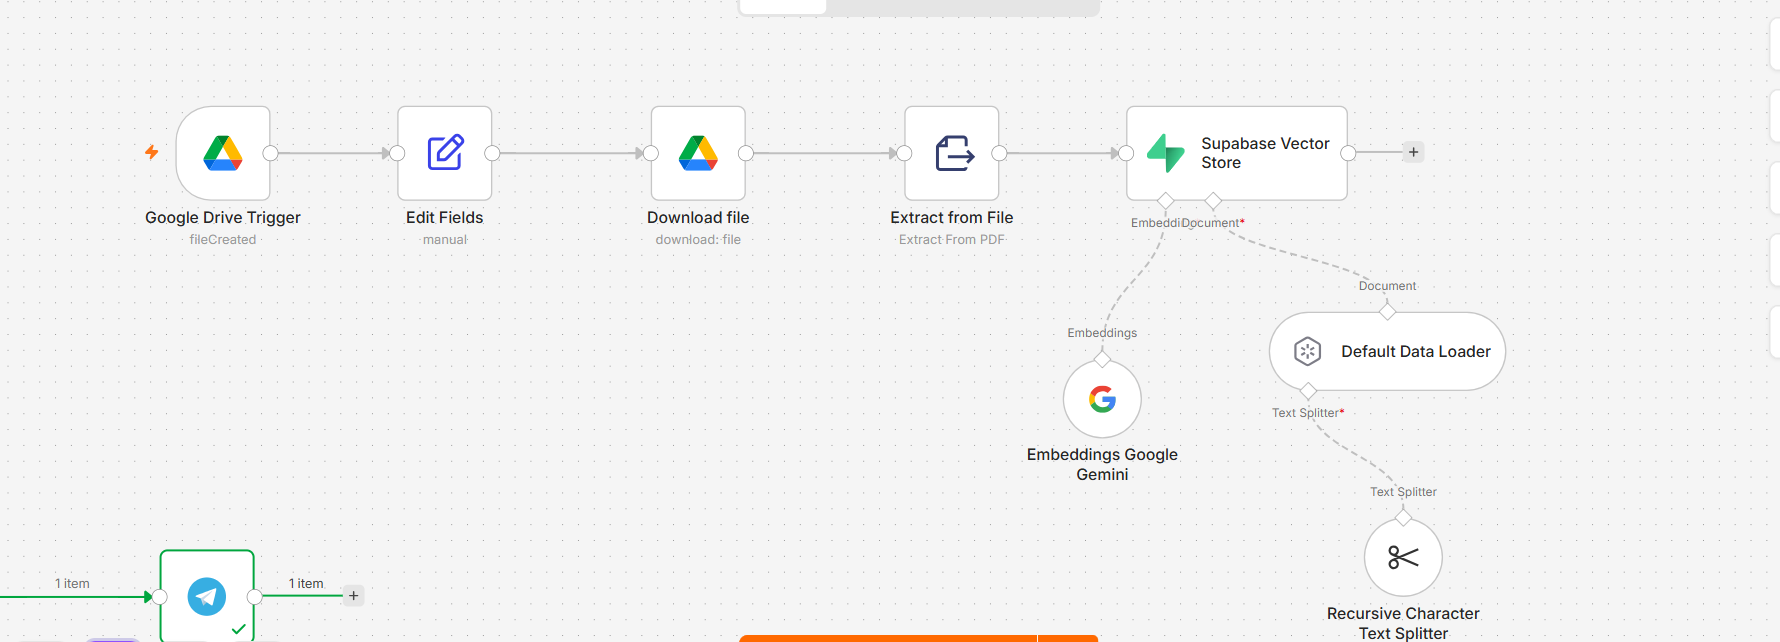 Google Drive Trigger
fileCreated
Edit Fields
manual
Download file
download: file
Extract from File
Extract From PDF
Supabase Vector
Store
+
Document*
Document
Embeddings
Default Data Loader
Text Splitter*
Embeddings Google
Gemini
Text Splitter
Recursive Character
Text Splitter
1 item
1 item
+